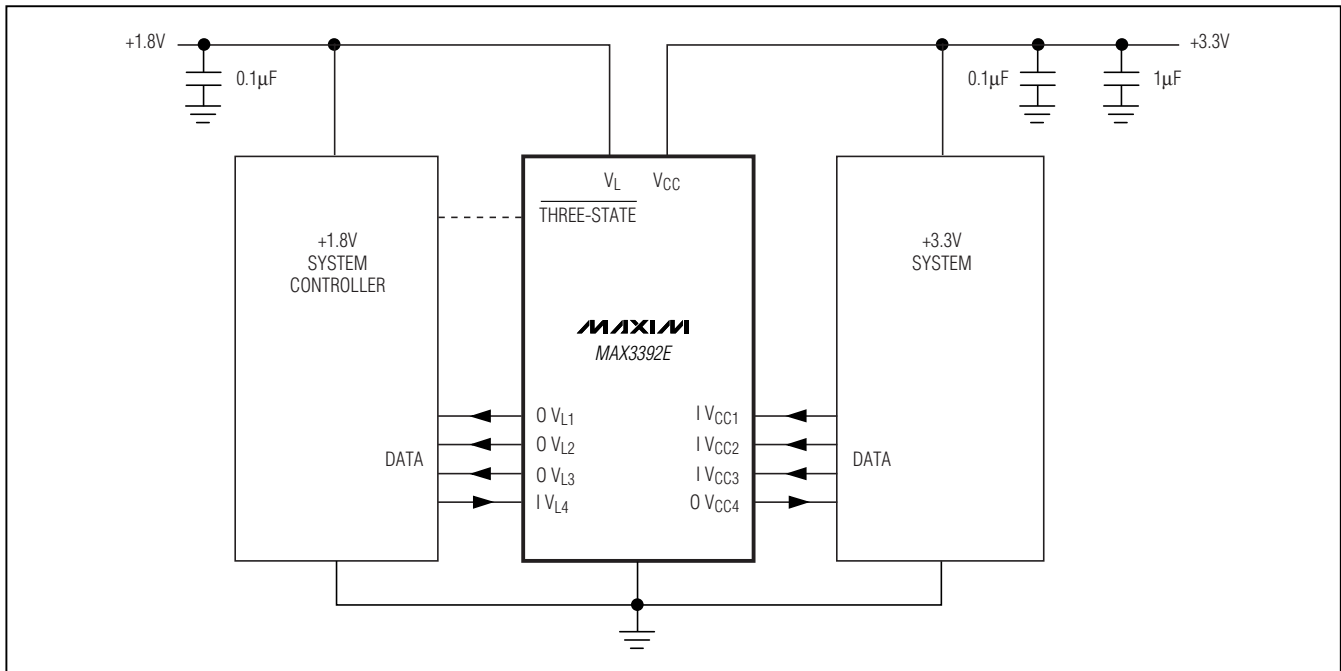 +1.8V
+3.3V
0.1µF
0.1µF
1µF
VL
VCC
THREE-STATE
+1.8V
SYSTEM
CONTROLLER
+3.3V
SYSTEM
MAXIM
MAX3392E
O VL1
I VCC1
O VL2
I VCC2
DATA
DATA
O VL3
I VCC3
I VL4
O VCC4